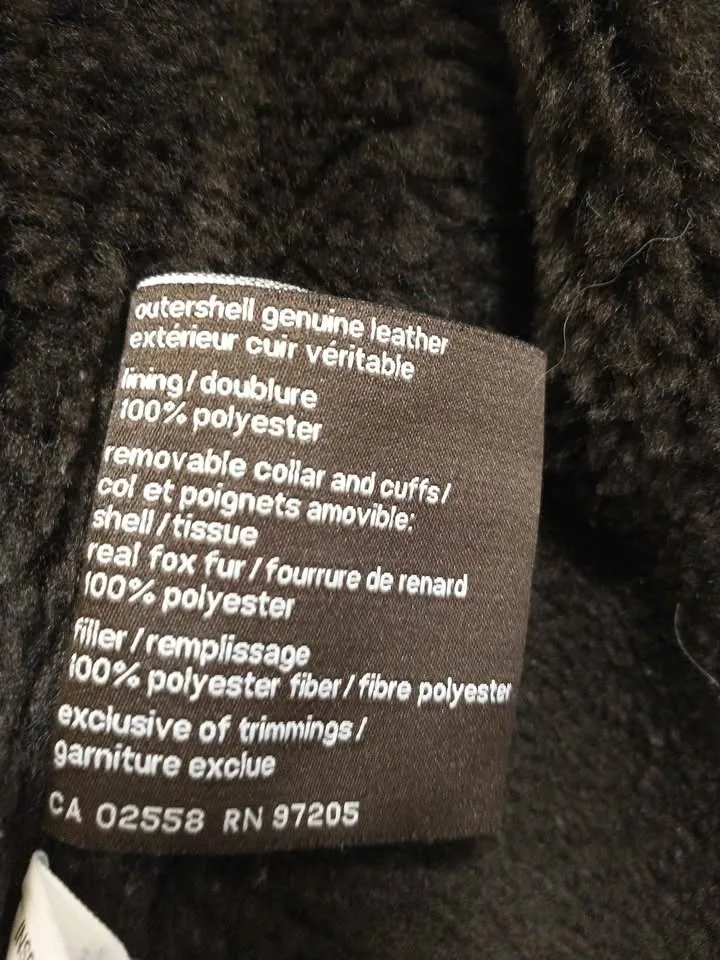 outershell genuine leather
extérieur cuir véritable
lining/doublure
100% polyester
removable collar and cuffs/
col et poignets amovible:
shell/tissue
real fox fur/fourrure de renard
100% polyester
filler/remplissage
100% polyester fiber/fibre polyester
exclusive of trimmings/
garniture exclue
CA 02558 RN 97205